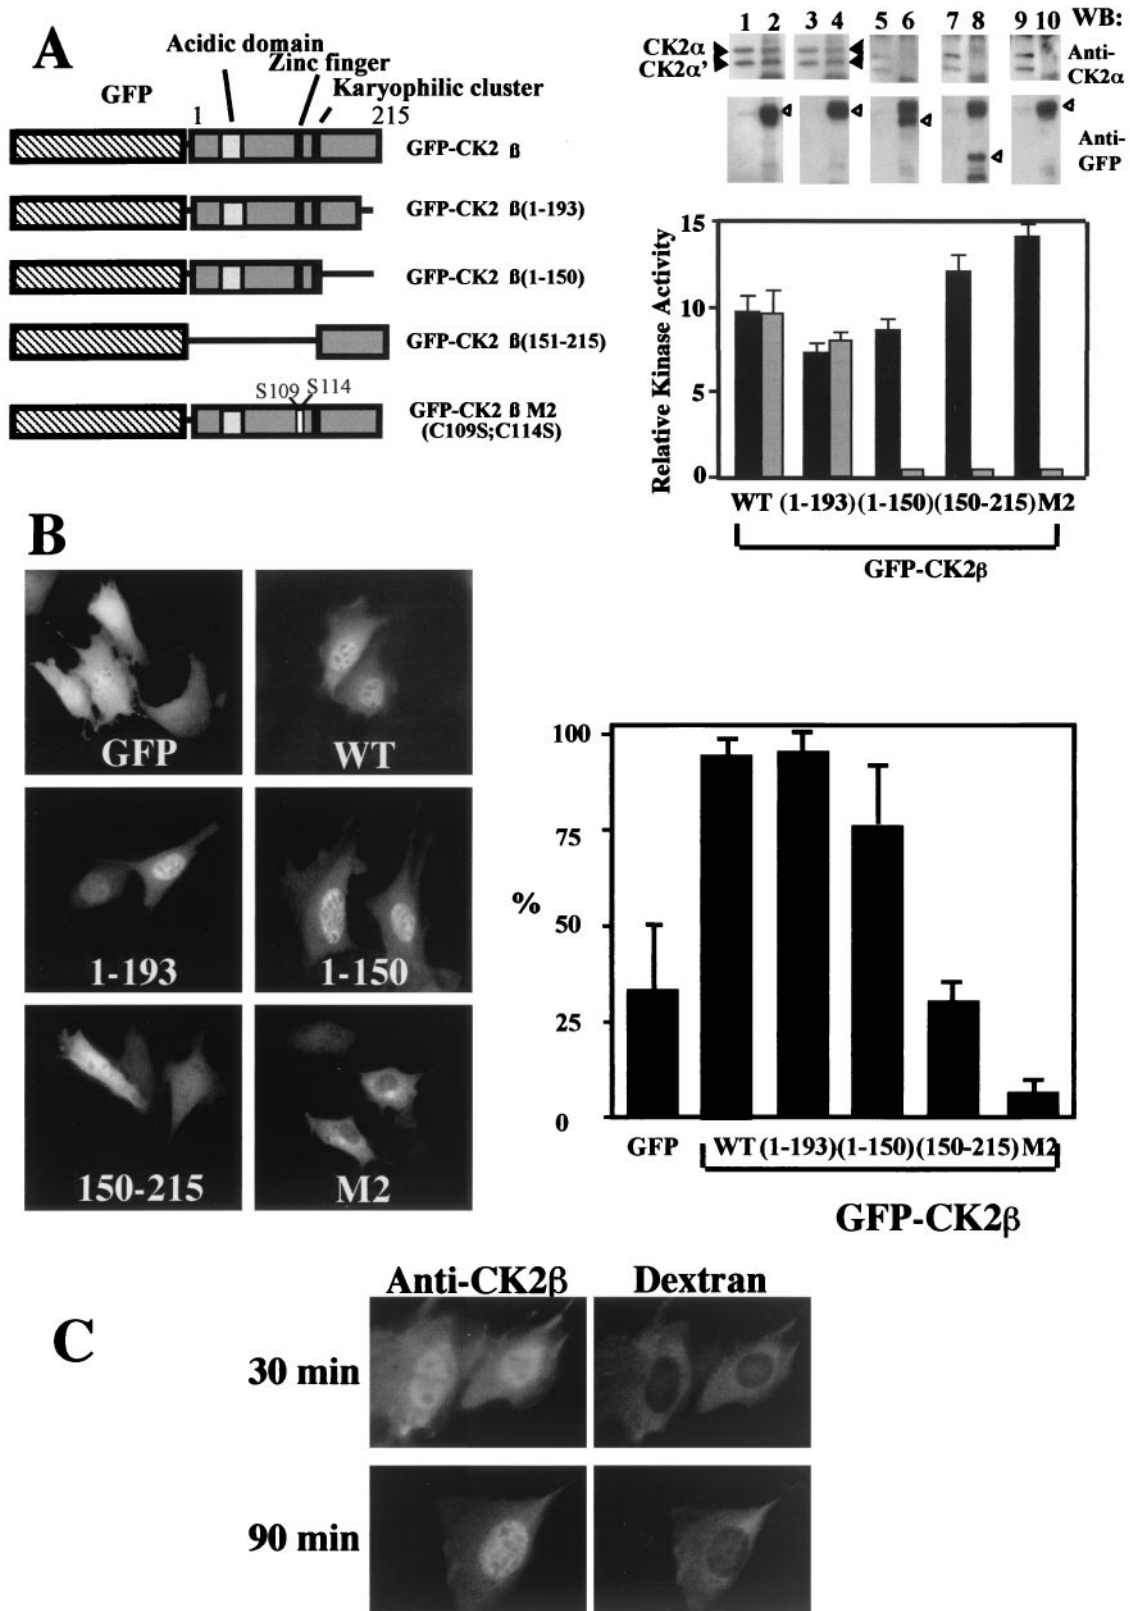 A
Acidic domain
Zinc finger
Karyophilic cluster
GFP
1
215
GFP-CK2 ß
GFP-CK2 ß(1-193)
GFP-CK2 ß(1-150)
GFP-CK2 ß(151-215)
S109 S114
GFP-CK2 ß M2
(C109S;C114S)
1 2 3 4 5 6 7 8 9 10 WB:
CK2α
CK2α'
Anti-
CK2α
Anti-
GFP
Relative Kinase Activity
15
10
5
0
WT (1-193) (1-150) (150-215) M2
GFP-CK2β
B
GFP
WT
1-193
1-150
150-215
M2
%
100
75
50
25
0
GFP WT (1-193) (1-150) (150-215) M2
GFP-CK2β
C
Anti-CK2β Dextran
30 min
90 min